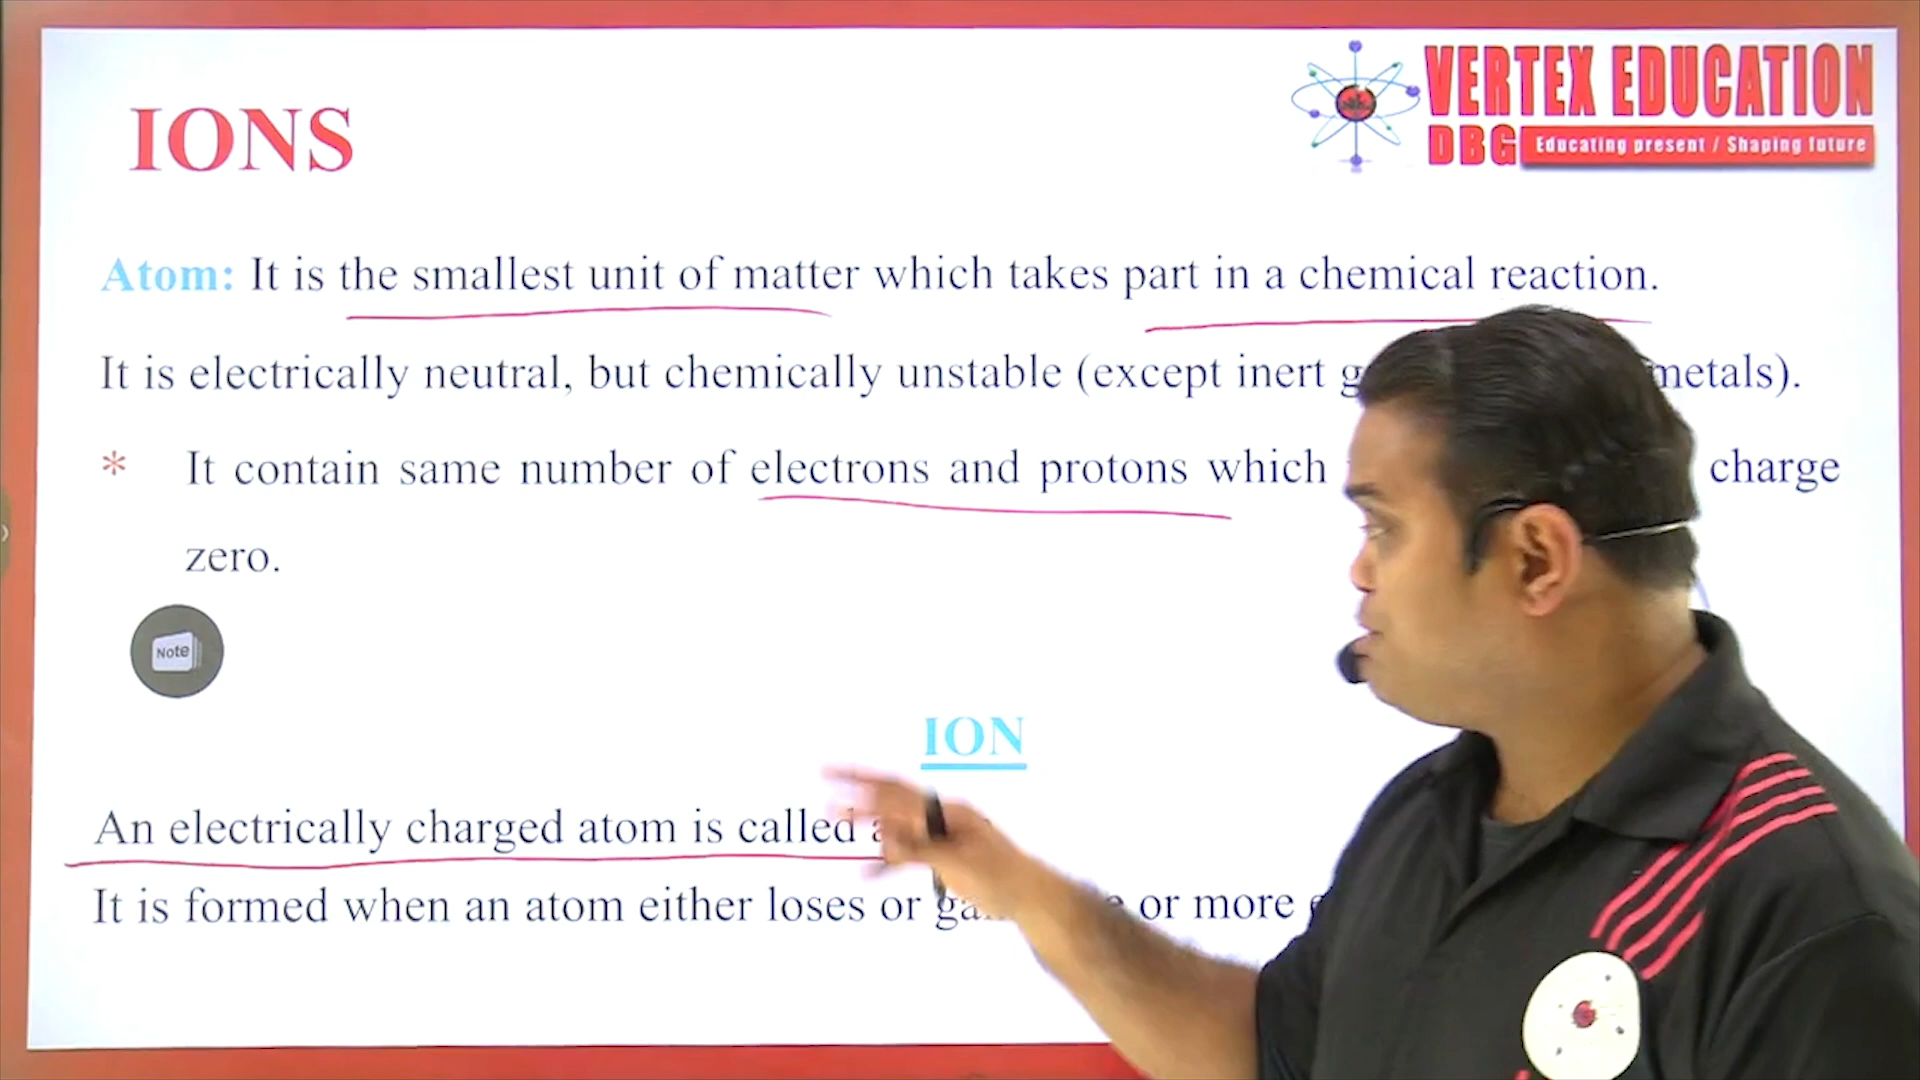 VERTEX EDUCATION
DBG Educating present / Shaping future
IONS
Atom: It is the smallest unit of matter which takes part in a chemical reaction.
It is electrically neutral, but chemically unstable (except inert metals).
* It contain same number of electrons and protons which charge
zero.
Note
ION
An electrically charged atom is called
It is formed when an atom either loses or or more